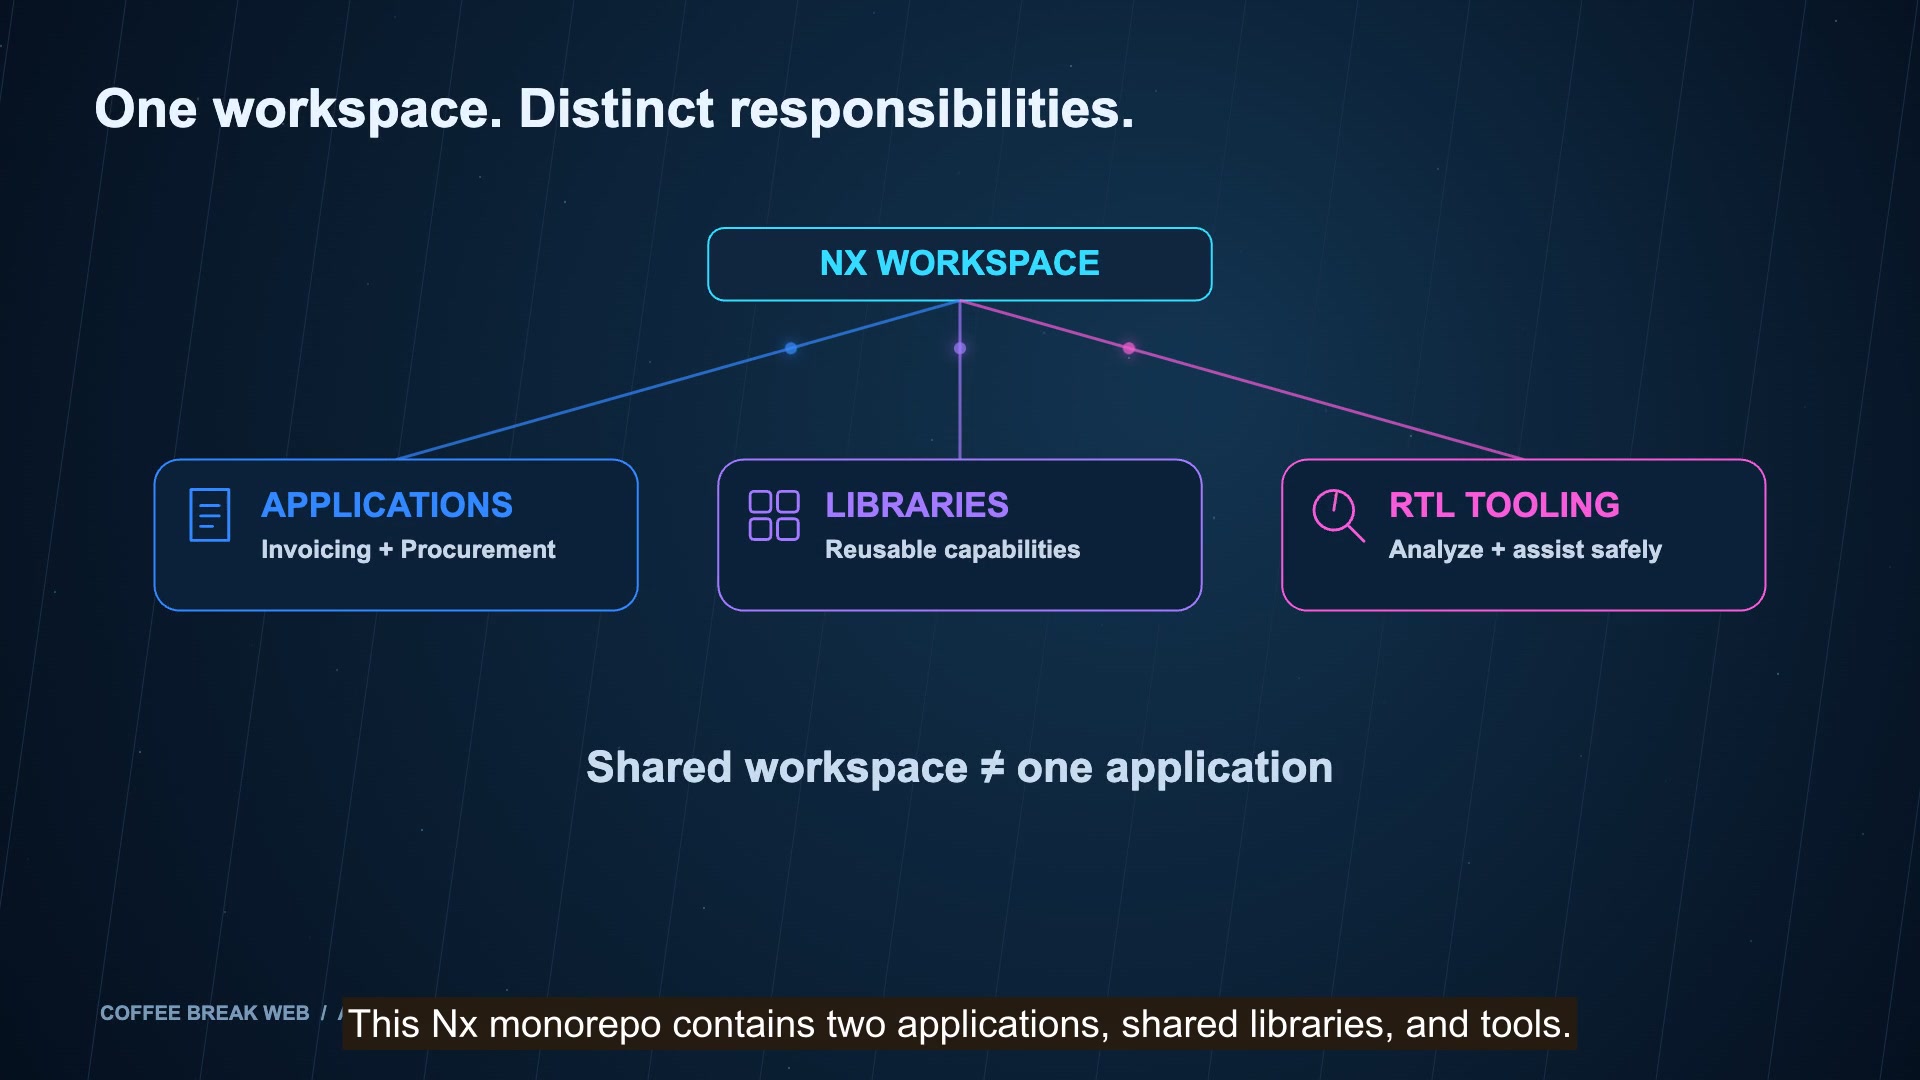 One workspace. Distinct responsibilities.
NX WORKSPACE
APPLICATIONS
Invoicing + Procurement
LIBRARIES
Reusable capabilities
RTL TOOLING
Analyze + assist safely
Shared workspace ≠ one application
COFFEE BREAK WEB /
This Nx monorepo contains two applications, shared libraries, and tools.